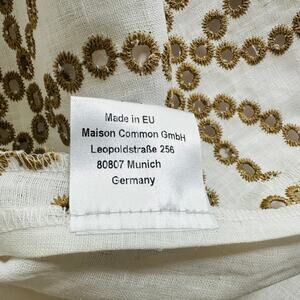 Made in EU
Maison Common GmbH
Leopoldstraße 256
80807 Munich
Germany